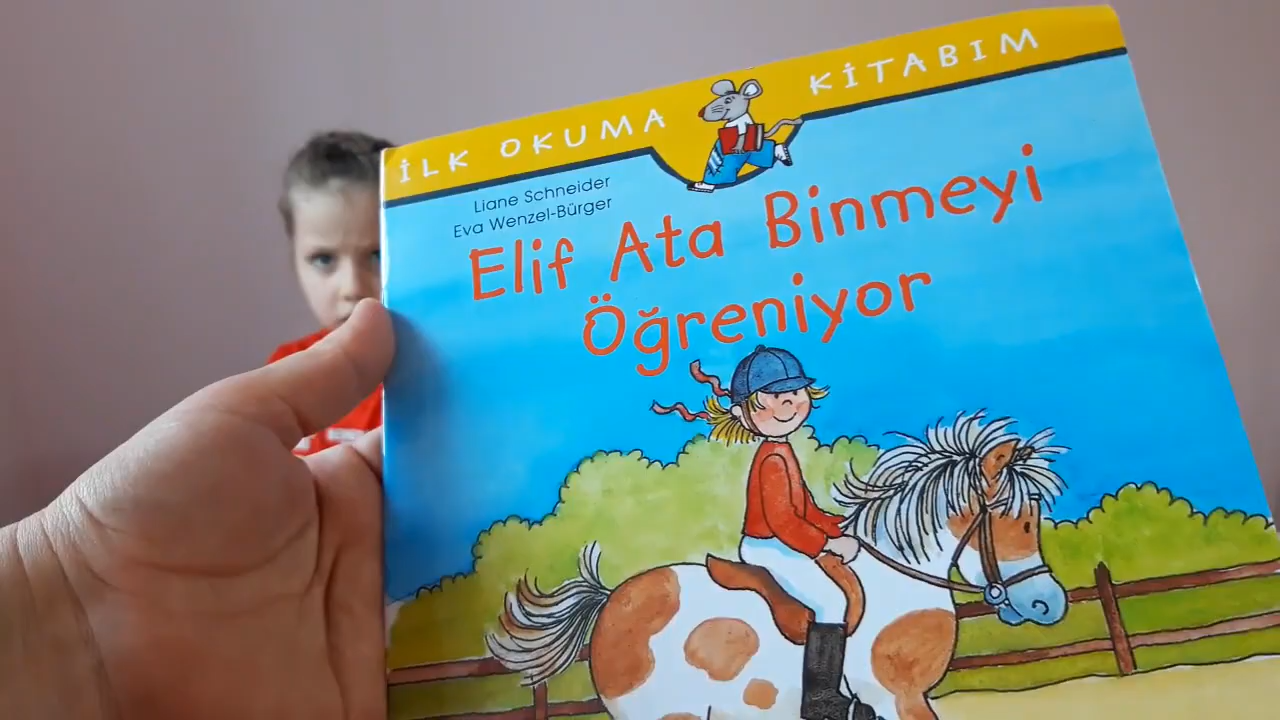 İLK OKUMA KİTABIM
Liane Schneider
Eva Wenzel-Bürger
Elif Ata Binmeyi
Öğreniyor